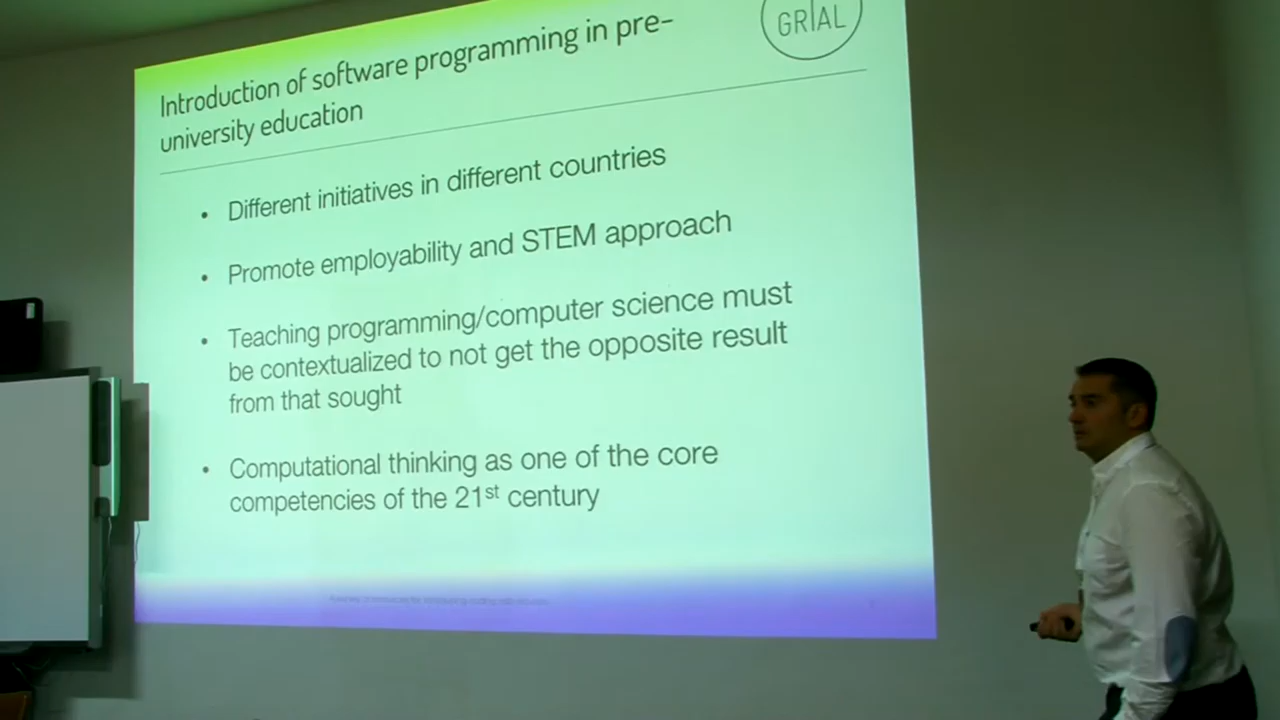 GRIAL
Introduction of software programming in pre-
university education
• Different initiatives in different countries
• Promote employability and STEM approach
• Teaching programming/computer science must
be contextualized to not get the opposite result
from that sought
• Computational thinking as one of the core
competencies of the 21st century